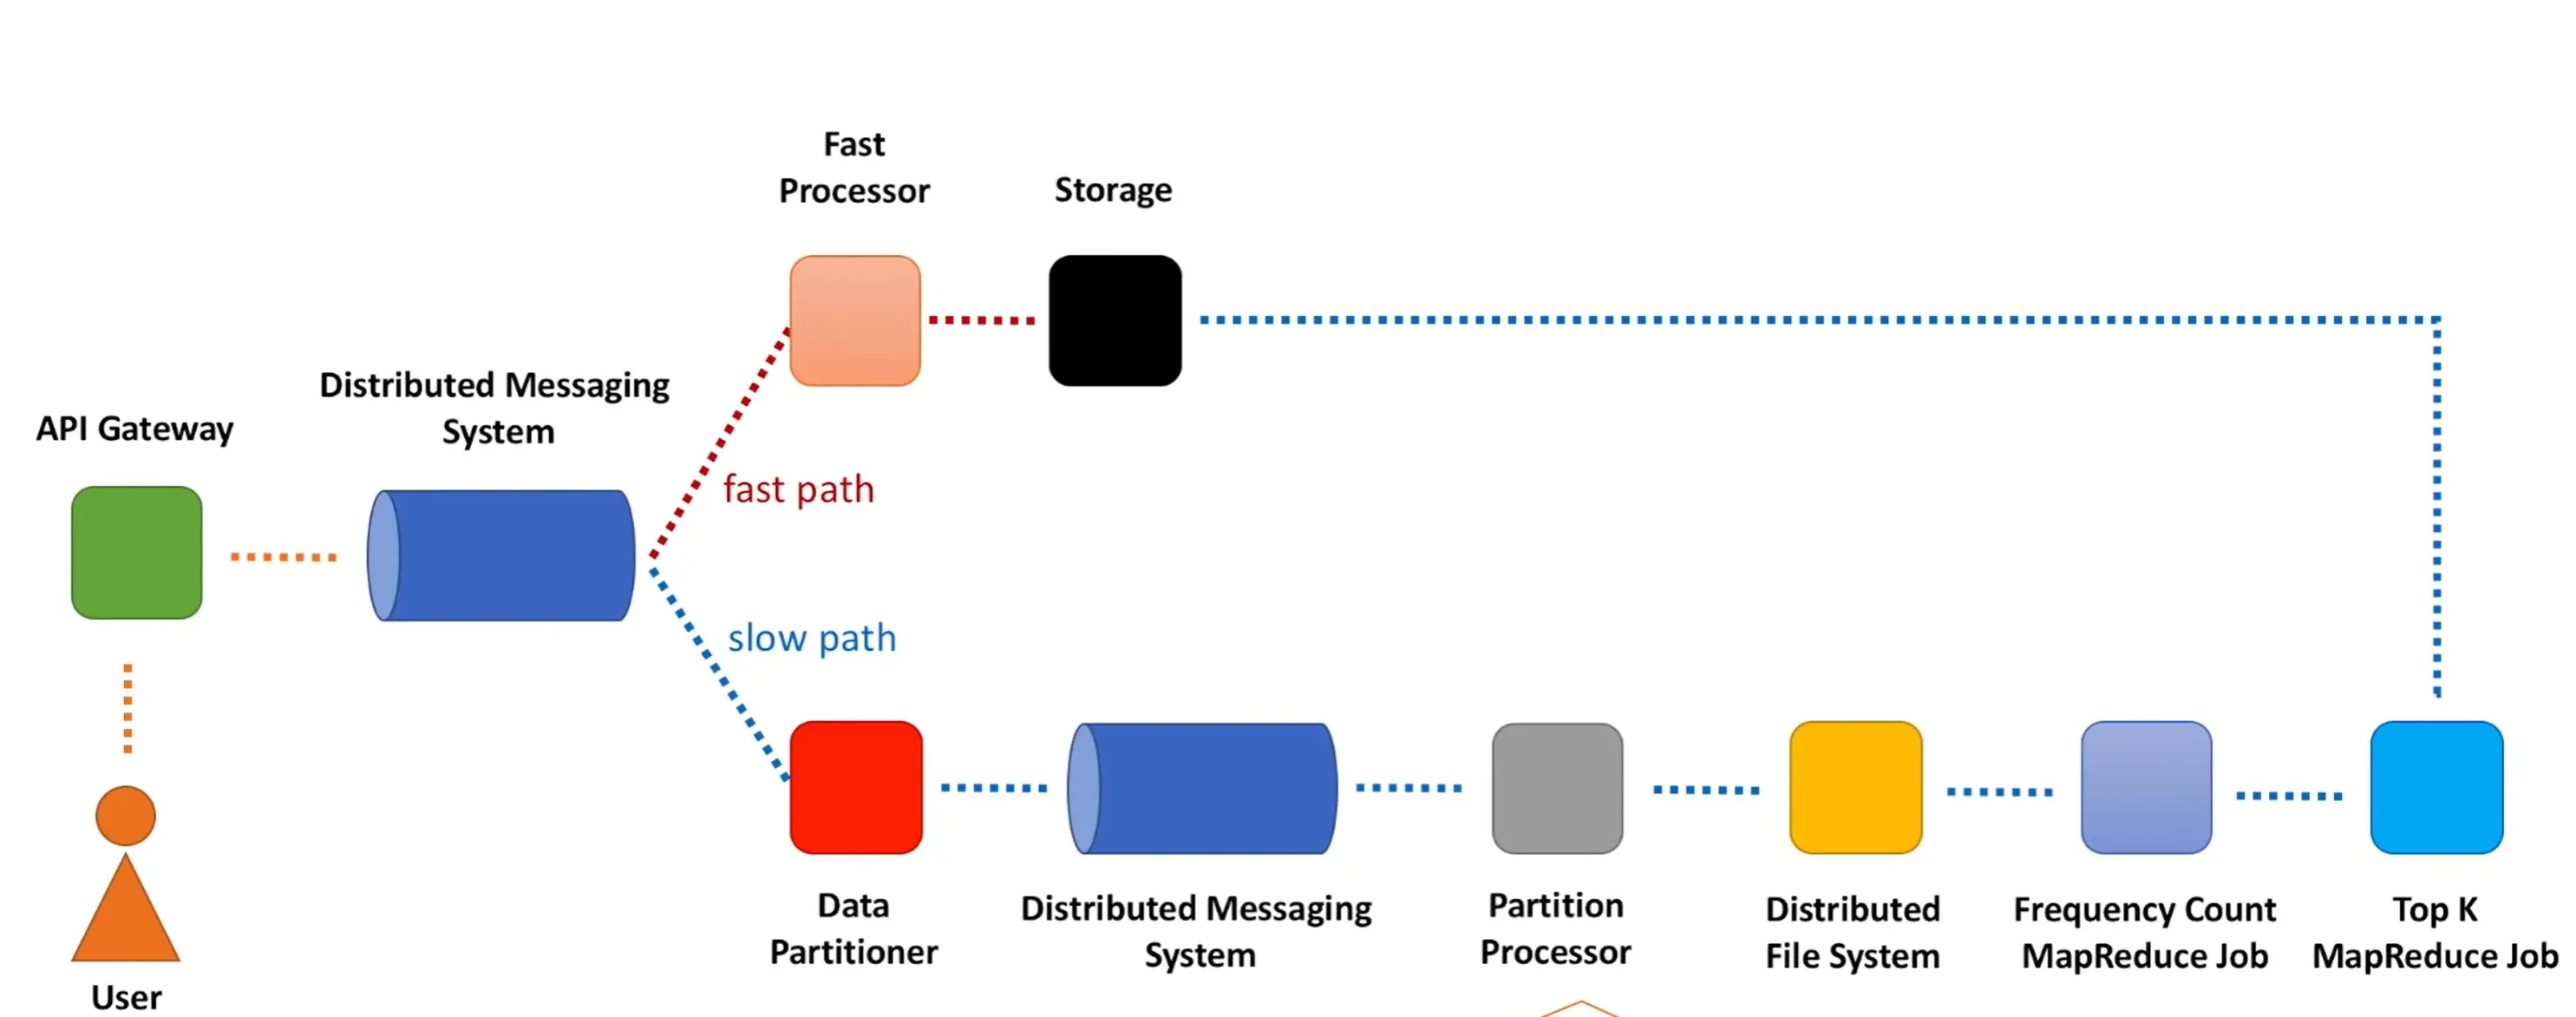 Fast
Processor
Storage
Distributed Messaging
System
API Gateway
fast path
slow path
Data
Partitioner
Distributed Messaging
System
Partition
Processor
Distributed
File System
Frequency Count
MapReduce Job
Top K
MapReduce Job
User